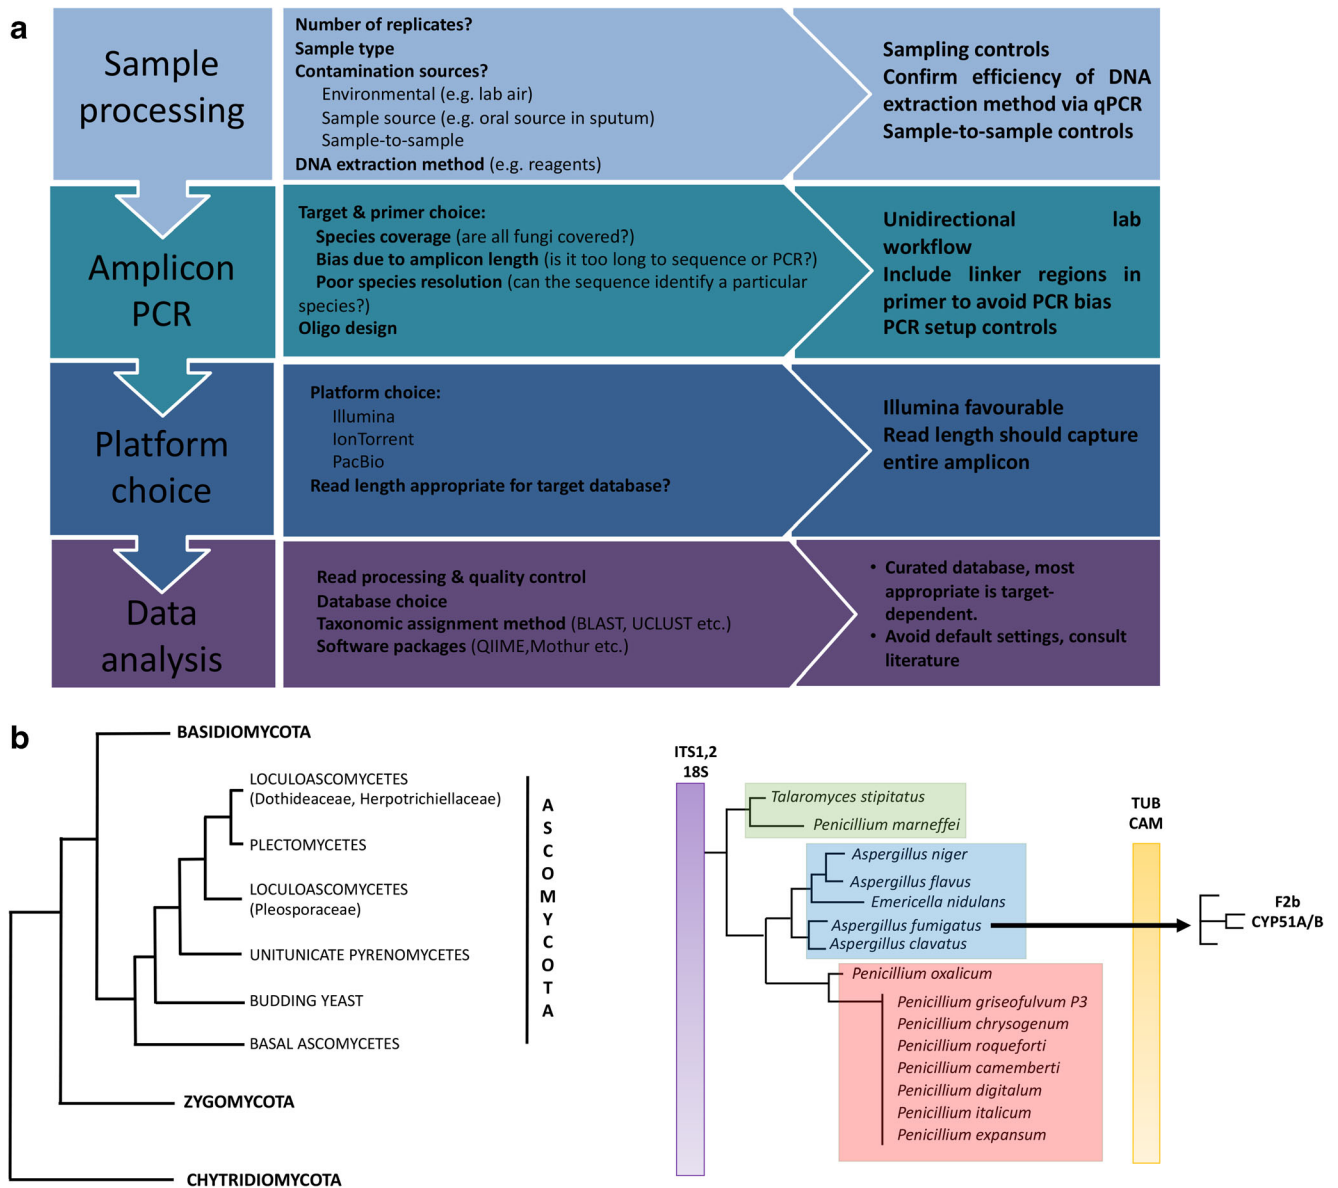 a
Sample
processing
Number of replicates?
Sample type
Contamination sources?
Environmental (e.g. lab air)
Sample source (e.g. oral source in sputum)
Sample-to-sample
DNA extraction method (e.g. reagents)
Sampling controls
Confirm efficiency of DNA
extraction method via qPCR
Sample-to-sample controls
Amplicon
PCR
Target & primer choice:
Species coverage (are all fungi covered?)
Bias due to amplicon length (is it too long to sequence or PCR?)
Poor species resolution (can the sequence identify a particular
species?)
Oligo design
Unidirectional lab
workflow
Include linker regions in
primer to avoid PCR bias
PCR setup controls
Platform
choice
Platform choice:
Illumina
IonTorrent
PacBio
Read length appropriate for target database?
Illumina favourable
Read length should capture
entire amplicon
Data
analysis
Read processing & quality control
Database choice
Taxonomic assignment method (BLAST, UCLUST etc.)
Software packages (QIIME,Mothur etc.)
• Curated database, most
appropriate is target-
dependent.
• Avoid default settings, consult
literature
b
BASIDIOMYCOTA
LOCULOASCOMYCETES
(Dothideaceae, Herpotrichiellaceae)
PLECTOMYCETES
LOCULOASCOMYCETES
(Pleosporaceae)
UNITUNICATE PYRENOMYCETES
BUDDING YEAST
BASAL ASCOMYCETES
ZYGOMYCOTA
CHYTRIDIOMYCOTA
A
S
C
O
M
Y
C
O
T
A
ITS1,2
18S
Talaromyces stipitatus
Penicillium marneffei
Aspergillus niger
Aspergillus flavus
Emericella nidulans
Aspergillus fumigatus
Aspergillus clavatus
Penicillium oxalicum
Penicillium griseofulvum P3
Penicillium chrysogenum
Penicillium roqueforti
Penicillium camemberti
Penicillium digitalum
Penicillium italicum
Penicillium expansum
TUB
CAM
F2b
CYP51A/B